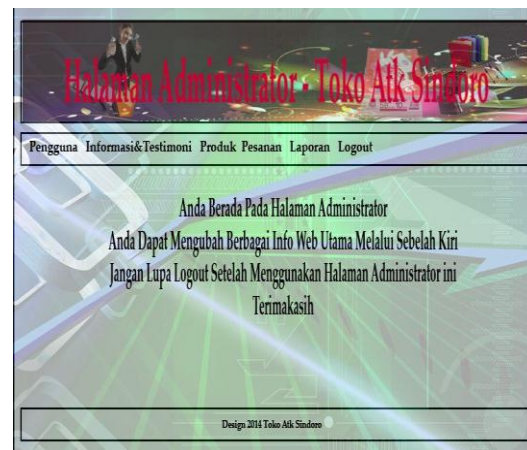 Halaman Administrator - Toko Atk Sindoro
Pengguna Informasi&Testimoni Produk Pesanan Laporan Logout
Anda Berada Pada Halaman Administrator
Anda Dapat Mengubah Berbagai Info Web Utama Melalui Sebelah Kiri
Jangan Lupa Logout Setelah Menggunakan Halaman Administrator ini
Terimakasih
Design 2014 Toko Atk Sindoro